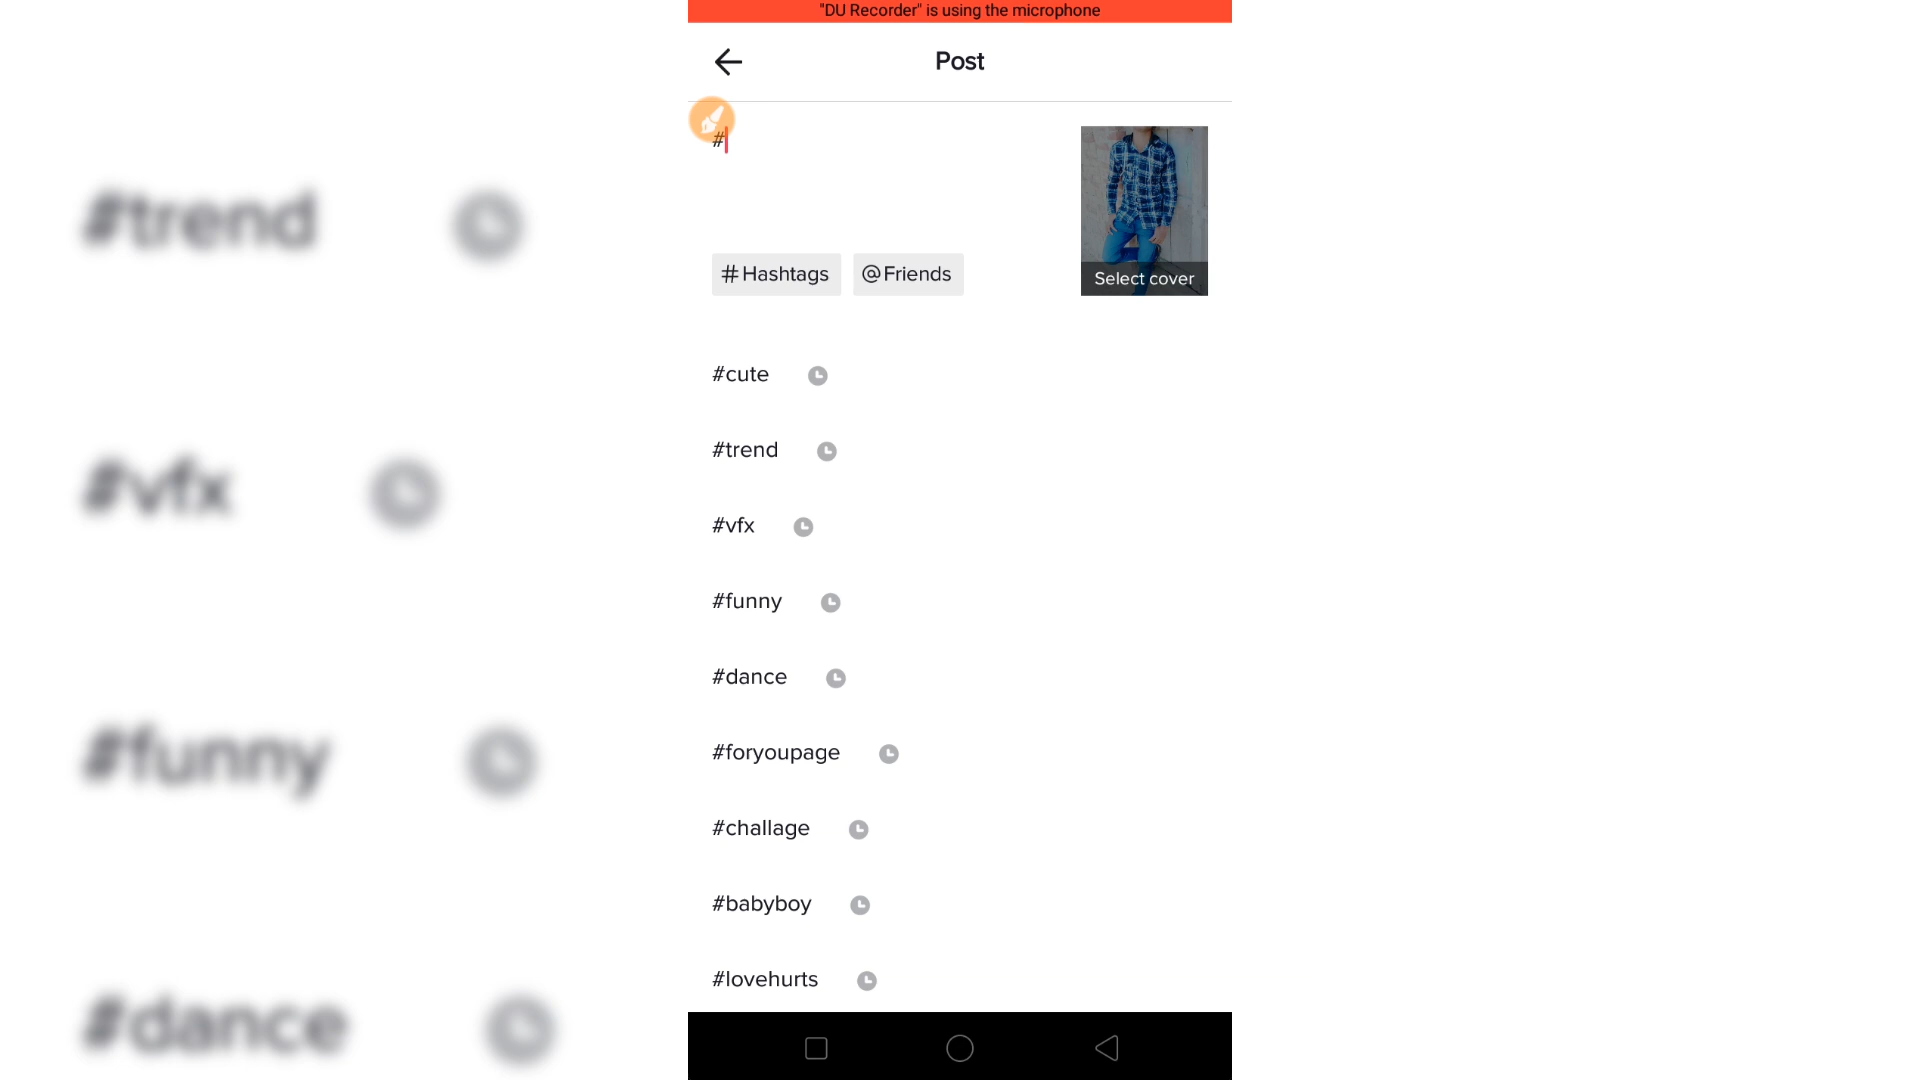 "DU Recorder" is using the microphone
Post
#
#Hashtags
@Friends
Select cover
#cute
#trend
#vfx
#funny
#dance
#foryoupage
#challage
#babyboy
#lovehurts
#trend
#vfx
#funny
#dance